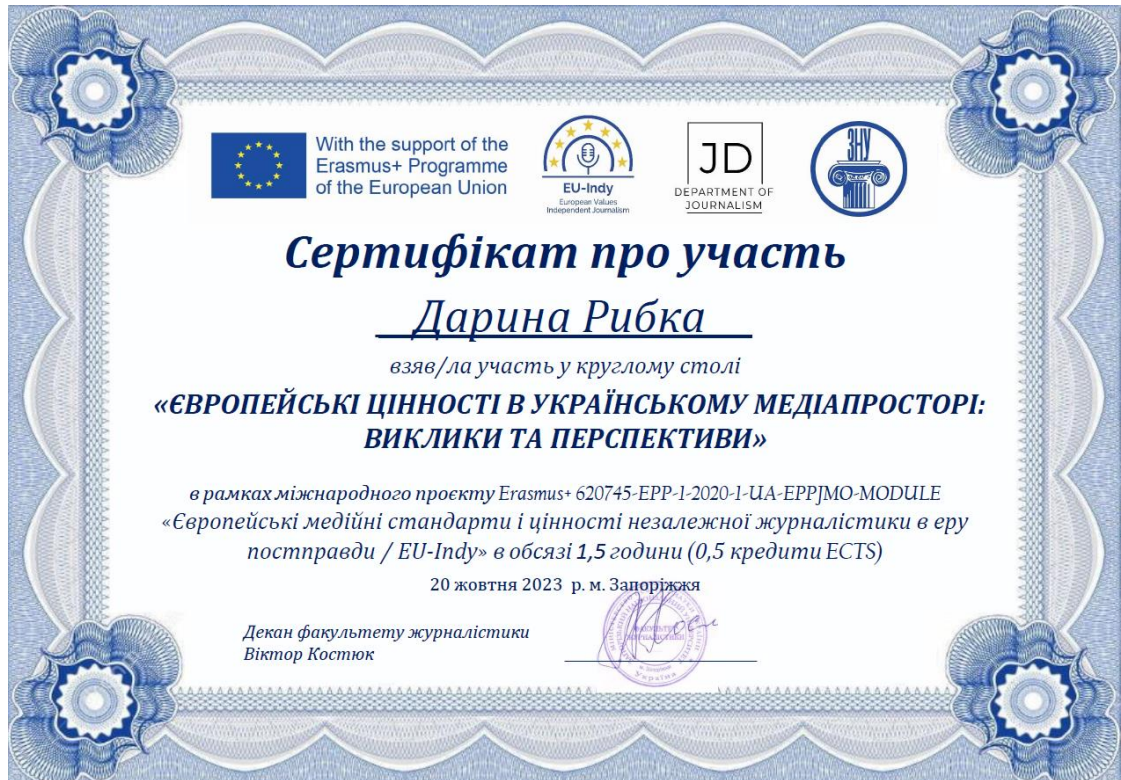 With the support of the
Erasmus+ Programme
of the European Union
EU-Indy
European Values
Independent Journalism
JD
DEPARTMENT OF
JOURNALISM
ЗНУ
Сертифікат про участь
Дарина Рибка
взяв/ла участь у круглому столі
«ЄВРОПЕЙСЬКІ ЦІННОСТІ В УКРАЇНСЬКОМУ МЕДІАПРОСТОРІ:
ВИКЛИКИ ТА ПЕРСПЕКТИВИ»
в рамках міжнародного проєкту Erasmus+ 620745-EPP-1-2020-1-UA-EPPJMO-MODULE
«Європейські медійні стандарти і цінності незалежної журналістики в еру
постправди / EU-Indy» в обсязі 1,5 години (0,5 кредити ECTS)
20 жовтня 2023 р. м. Запоріжжя
Декан факультету журналістики
Віктор Костюк
ФАКУЛЬТЕТ
ЖУРНАЛІСТИКИ
Україна